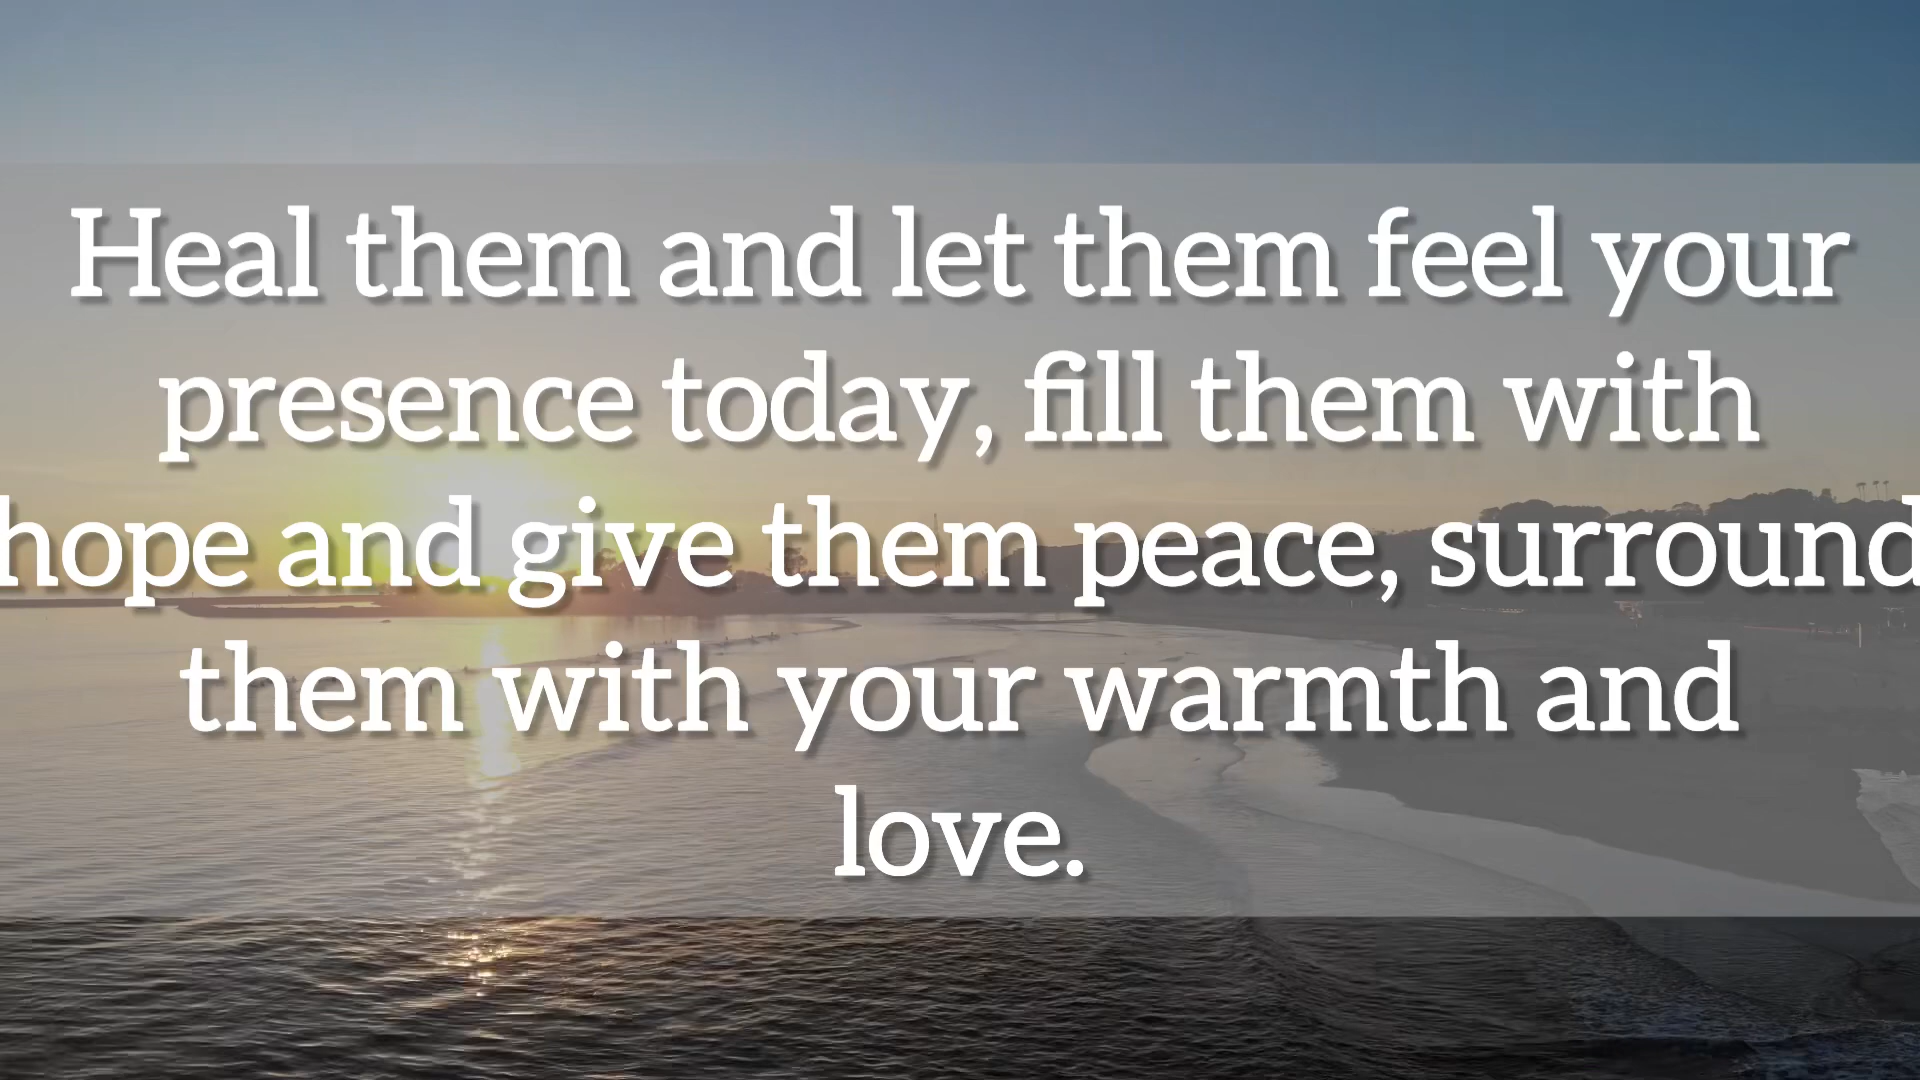 Heal them and let them feel your
presence today, fill them with
hope and give them peace, surround
them with your warmth and
love.